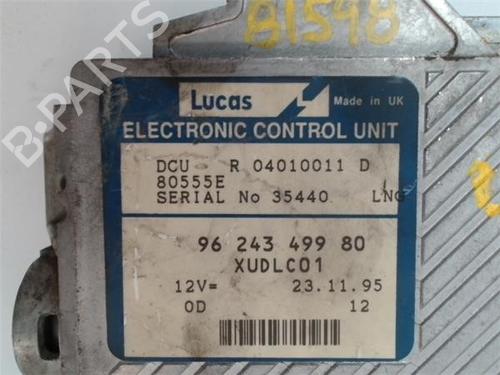 B1548
B-PARTS
Lucas
Made in UK
ELECTRONIC CONTROL UNIT
DCU R 04010011 D
80555E
SERIAL No 35440 LNG
96 243 499 80
XUDLC01
12V= 23.11.95
OD 12